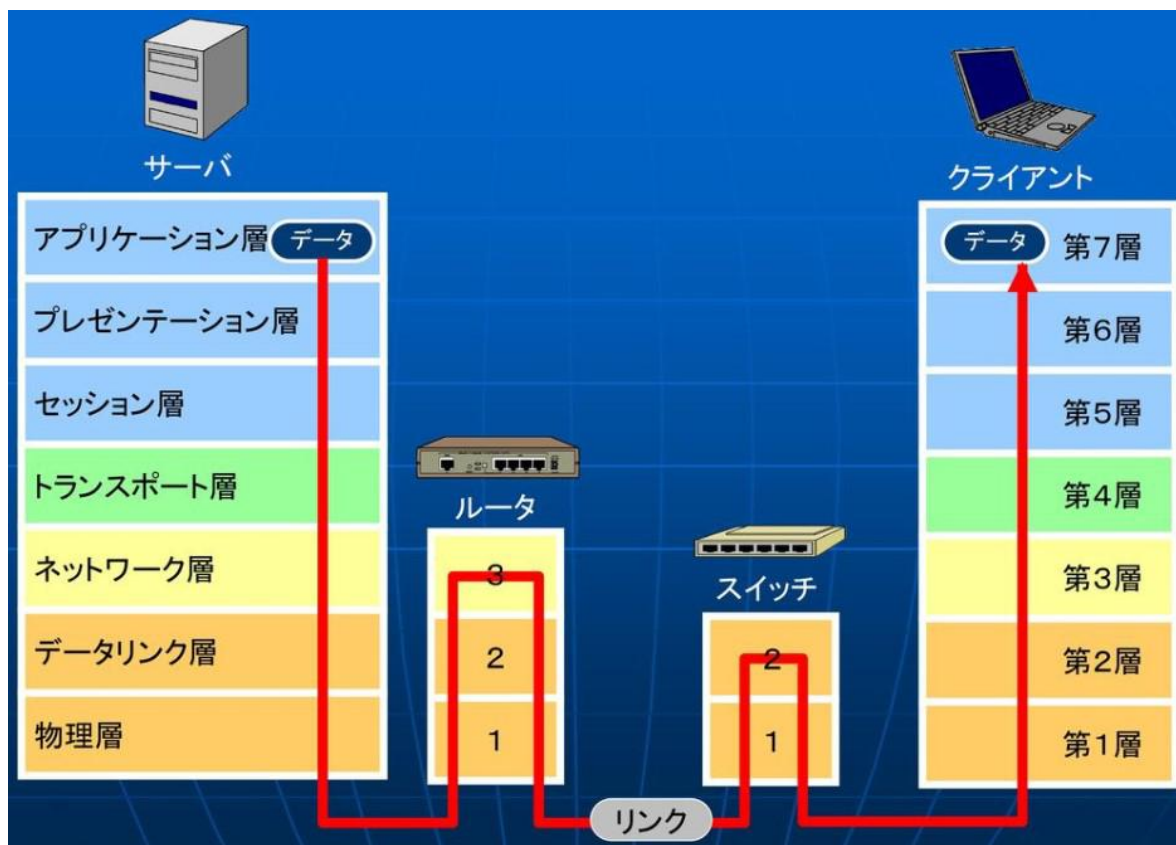 サーバ
クライアント
アプリケーション層
データ
プレゼンテーション層
セッション層
トランスポート層
ネットワーク層
データリンク層
物理層
ルータ
3
2
1
スイッチ
2
1
リンク
データ
第7層
第6層
第5層
第4層
第3層
第2層
第1層